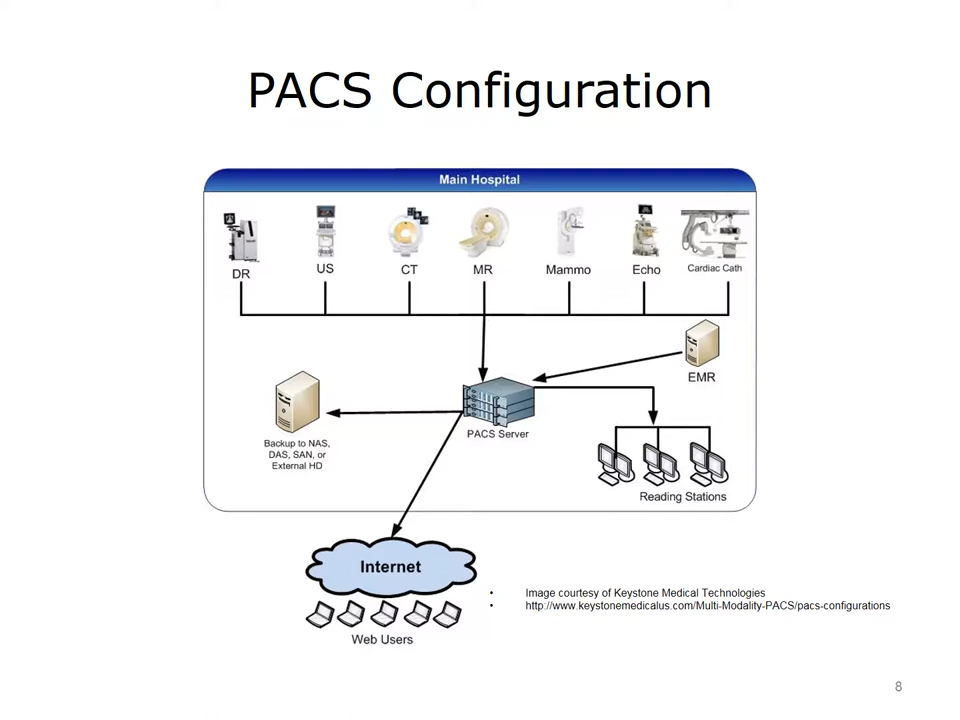 PACS Configuration
Main Hospital
DR
US
CT
MR
Mammo
Echo
Cardiac Cath
EMR
PACS Server
Backup to NAS,
DAS, SAN, or
External HD
Reading Stations
Internet
Web Users
• Image courtesy of Keystone Medical Technologies
• http://www.keystonemedicalus.com/Multi-Modality-PACS/pacs-configurations
8